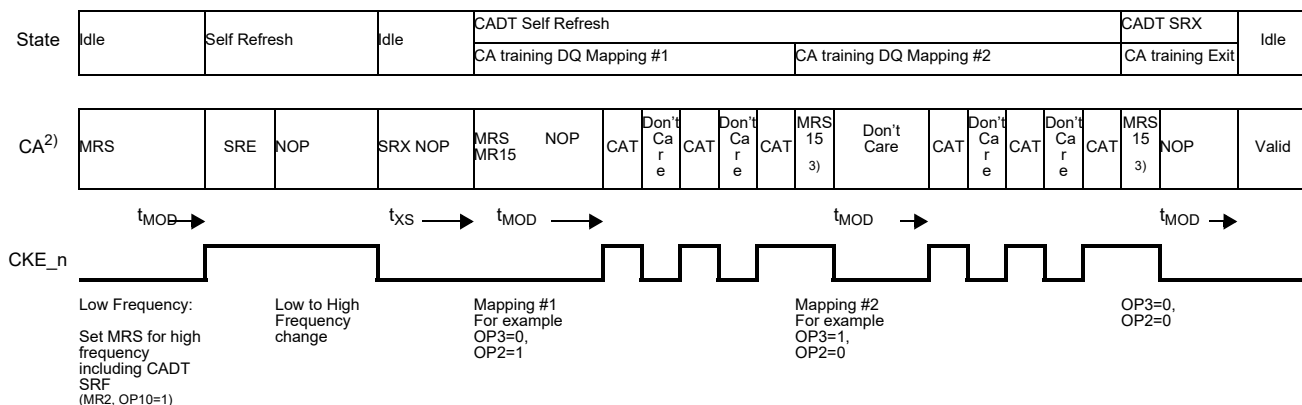 State
Idle
Self Refresh
Idle
CADT Self Refresh
CADT SRX
Idle
CA training DQ Mapping #1
CA training DQ Mapping #2
CA training Exit
CA2)
MRS
SRE
NOP
SRX NOP
MRS
MR15
NOP
CAT
Don't
Ca
r
e
CAT
Don't
Ca
r
e
CAT
MRS
15
3)
Don't
Care
CAT
Don't
Ca
r
e
CAT
Don't
Ca
r
e
CAT
MRS
15
3)
NOP
Valid
tMOD
tXS
tMOD
tMOD
tMOD
CKE_n
Low Frequency:
Set MRS for high
frequency
including CADT
SRF
(MR2, OP10=1)
Low to High
Frequency
change
Mapping #1
For example
OP3=0,
OP2=1
Mapping #2
For example
OP3=1,
OP2=0
OP3=0,
OP2=0